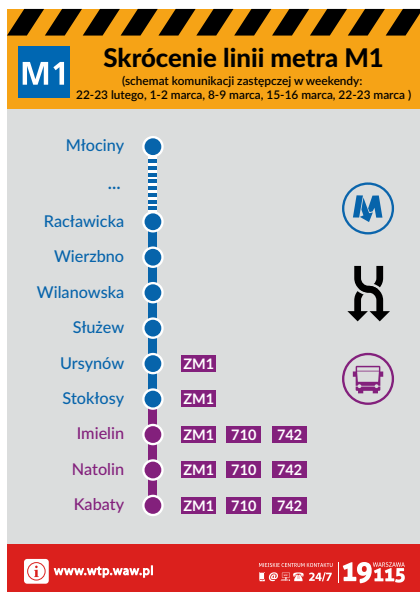 M1
Skrócenie linii metra M1
(schemat komunikacji zastępczej w weekendy:
22-23 lutego, 1-2 marca, 8-9 marca, 15-16 marca, 22-23 marca )
Młociny
...
Racławicka
Wierzbno
Wilanowska
Służew
Ursynów ZM1
Stokłosy ZM1
Imielin ZM1 710 742
Natolin ZM1 710 742
Kabaty ZM1 710 742
M
i www.wtp.waw.pl
MIEJSKIE CENTRUM KONTAKTU
@ 24/7
19115
WARSZAWA